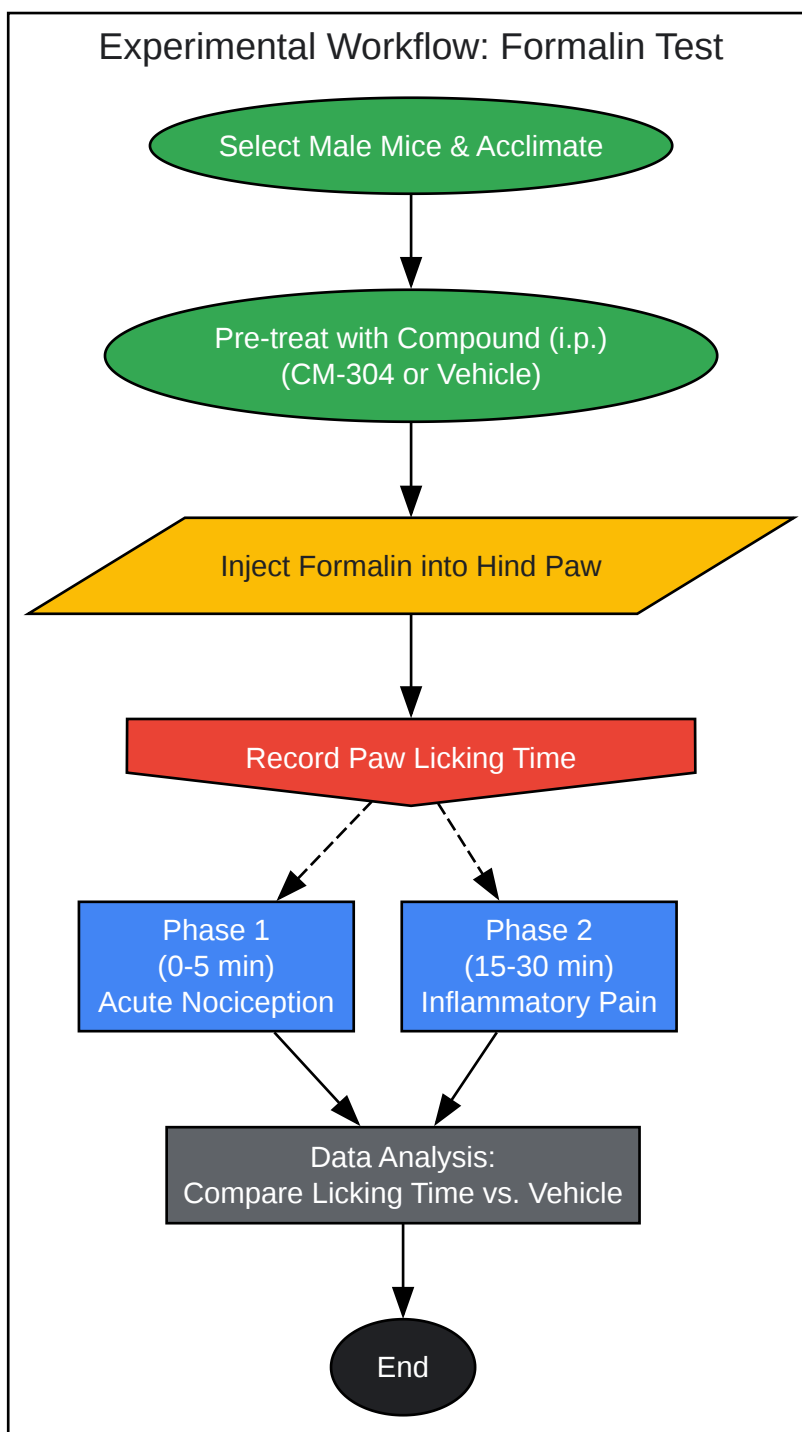 Experimental Workflow: Formalin Test
Select Male Mice & Acclimate
Pre-treat with Compound (i.p.)
(CM-304 or Vehicle)
Inject Formalin into Hind Paw
Record Paw Licking Time
Phase 1
(0-5 min)
Acute Nociception
Phase 2
(15-30 min)
Inflammatory Pain
Data Analysis:
Compare Licking Time vs. Vehicle
End